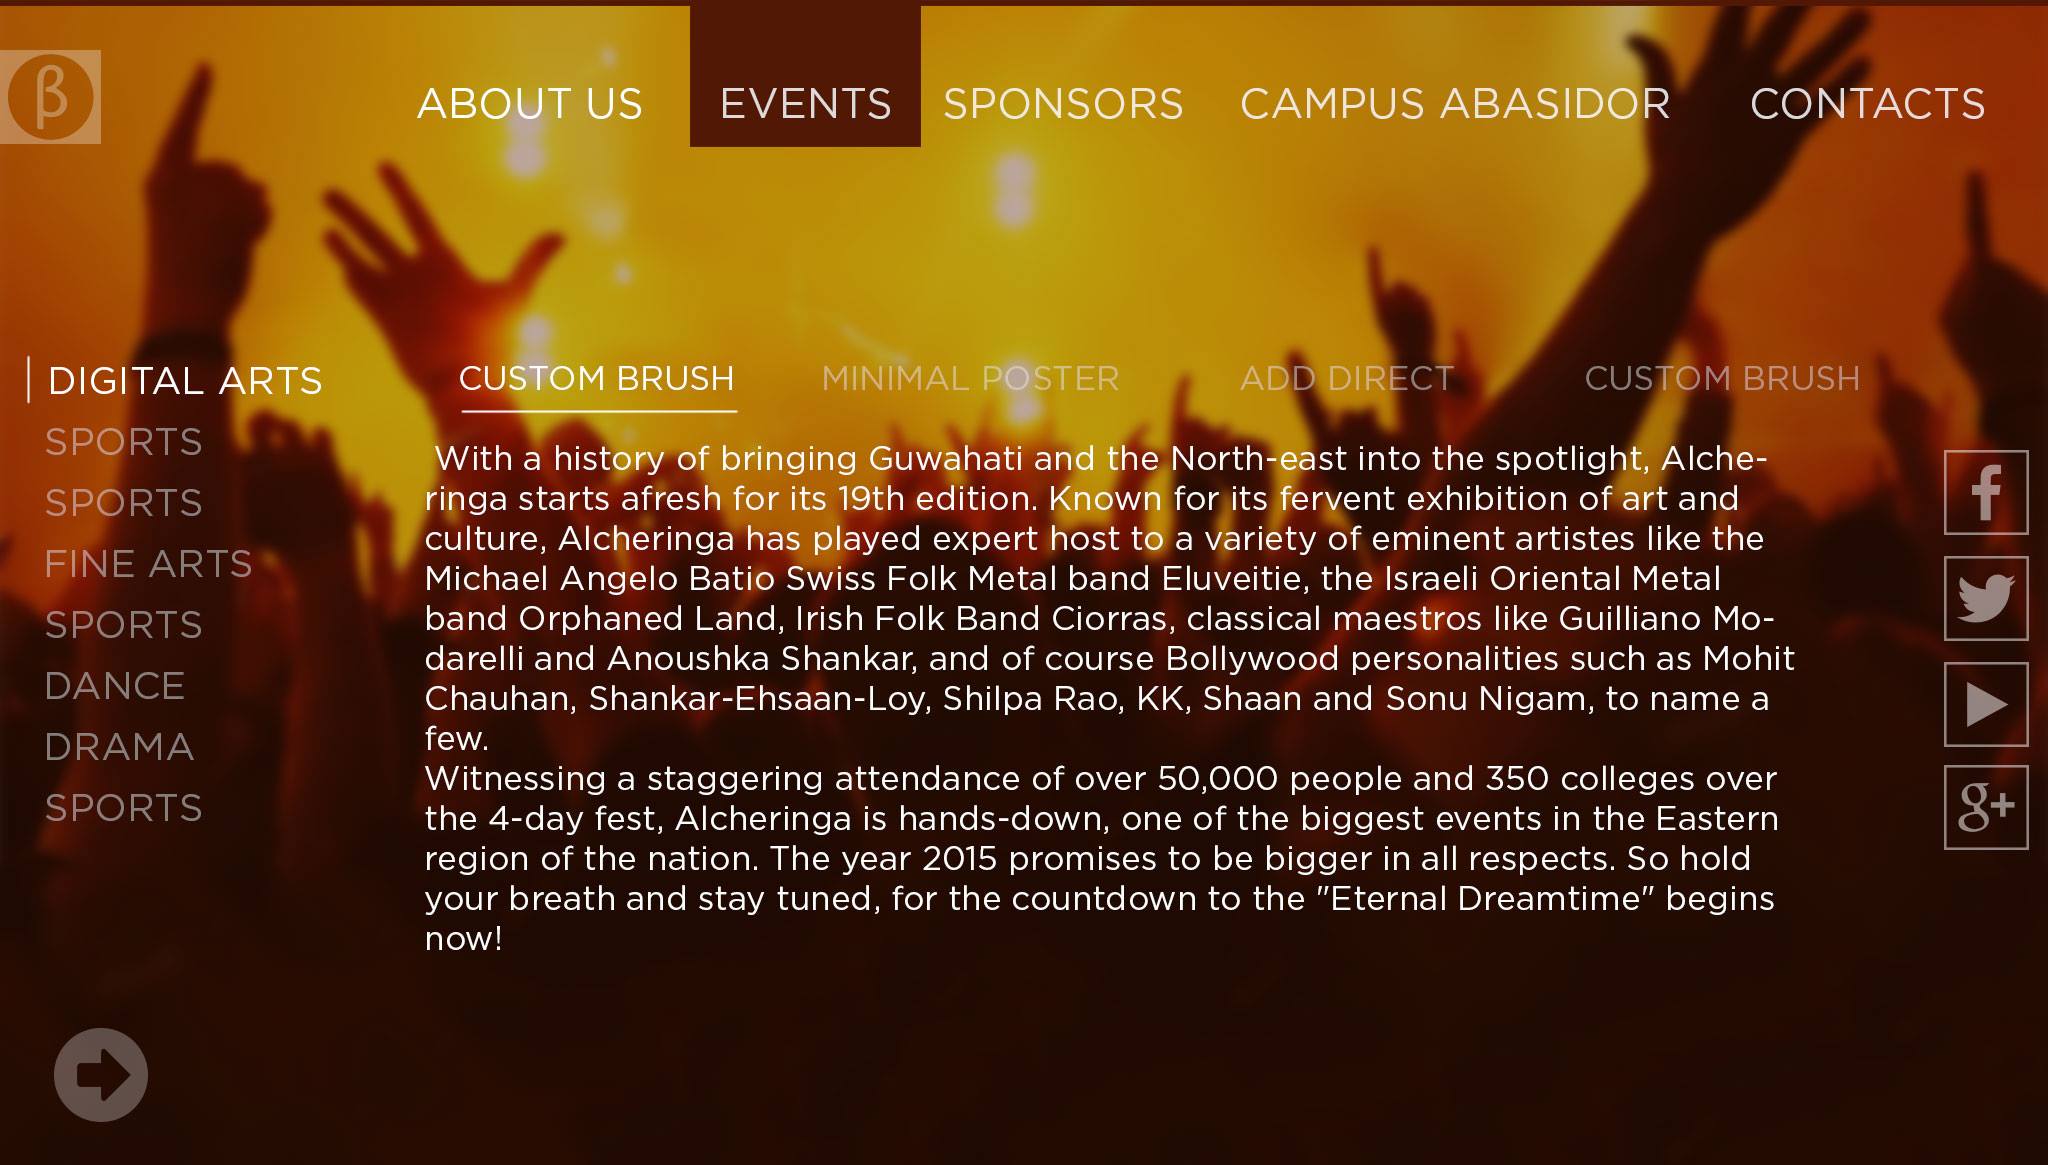 β
ABOUT US
EVENTS
SPONSORS
CAMPUS ABASIDOR
CONTACTS
DIGITAL ARTS
SPORTS
SPORTS
FINE ARTS
SPORTS
DANCE
DRAMA
SPORTS
CUSTOM BRUSH
MINIMAL POSTER
ADD DIRECT
CUSTOM BRUSH
With a history of bringing Guwahati and the North-east into the spotlight, Alche-
ringa starts afresh for its 19th edition. Known for its fervent exhibition of art and
culture, Alcheringa has played expert host to a variety of eminent artistes like the
Michael Angelo Batio Swiss Folk Metal band Eluveitie, the Israeli Oriental Metal
band Orphaned Land, Irish Folk Band Ciorras, classical maestros like Guilliano Mo-
darelli and Anoushka Shankar, and of course Bollywood personalities such as Mohit
Chauhan, Shankar-Ehsaan-Loy, Shilpa Rao, KK, Shaan and Sonu Nigam, to name a
few.
Witnessing a staggering attendance of over 50,000 people and 350 colleges over
the 4-day fest, Alcheringa is hands-down, one of the biggest events in the Eastern
region of the nation. The year 2015 promises to be bigger in all respects. So hold
your breath and stay tuned, for the countdown to the "Eternal Dreamtime" begins
now!
f
g+